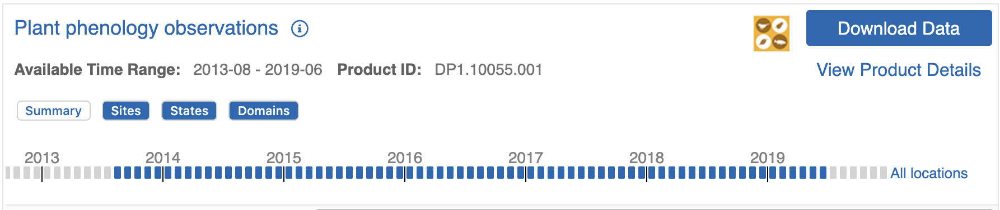 Plant phenology observations
Download Data
Available Time Range: 2013-08 - 2019-06 Product ID: DP1.10055.001
View Product Details
Summary Sites States Domains
2013 2014 2015 2016 2017 2018 2019
All locations